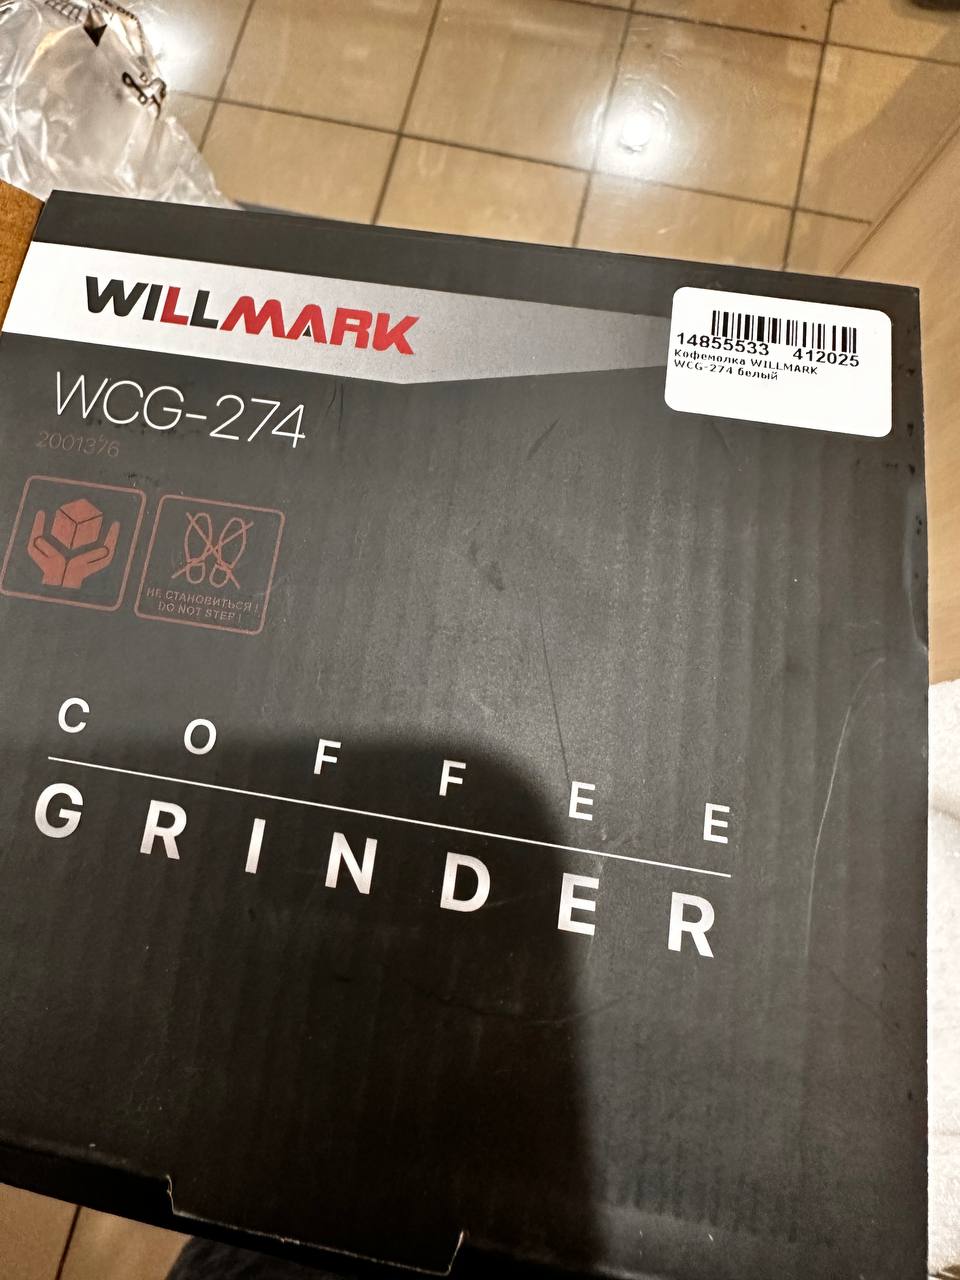 WILLMARK
WCG-274
2001376
14855533 412025
Кофемолка WILLMARK
WCG-274 белый
НЕ СТАНОВИТЬСЯ !
DO NOT STEP !
COFFEE
GRINDER